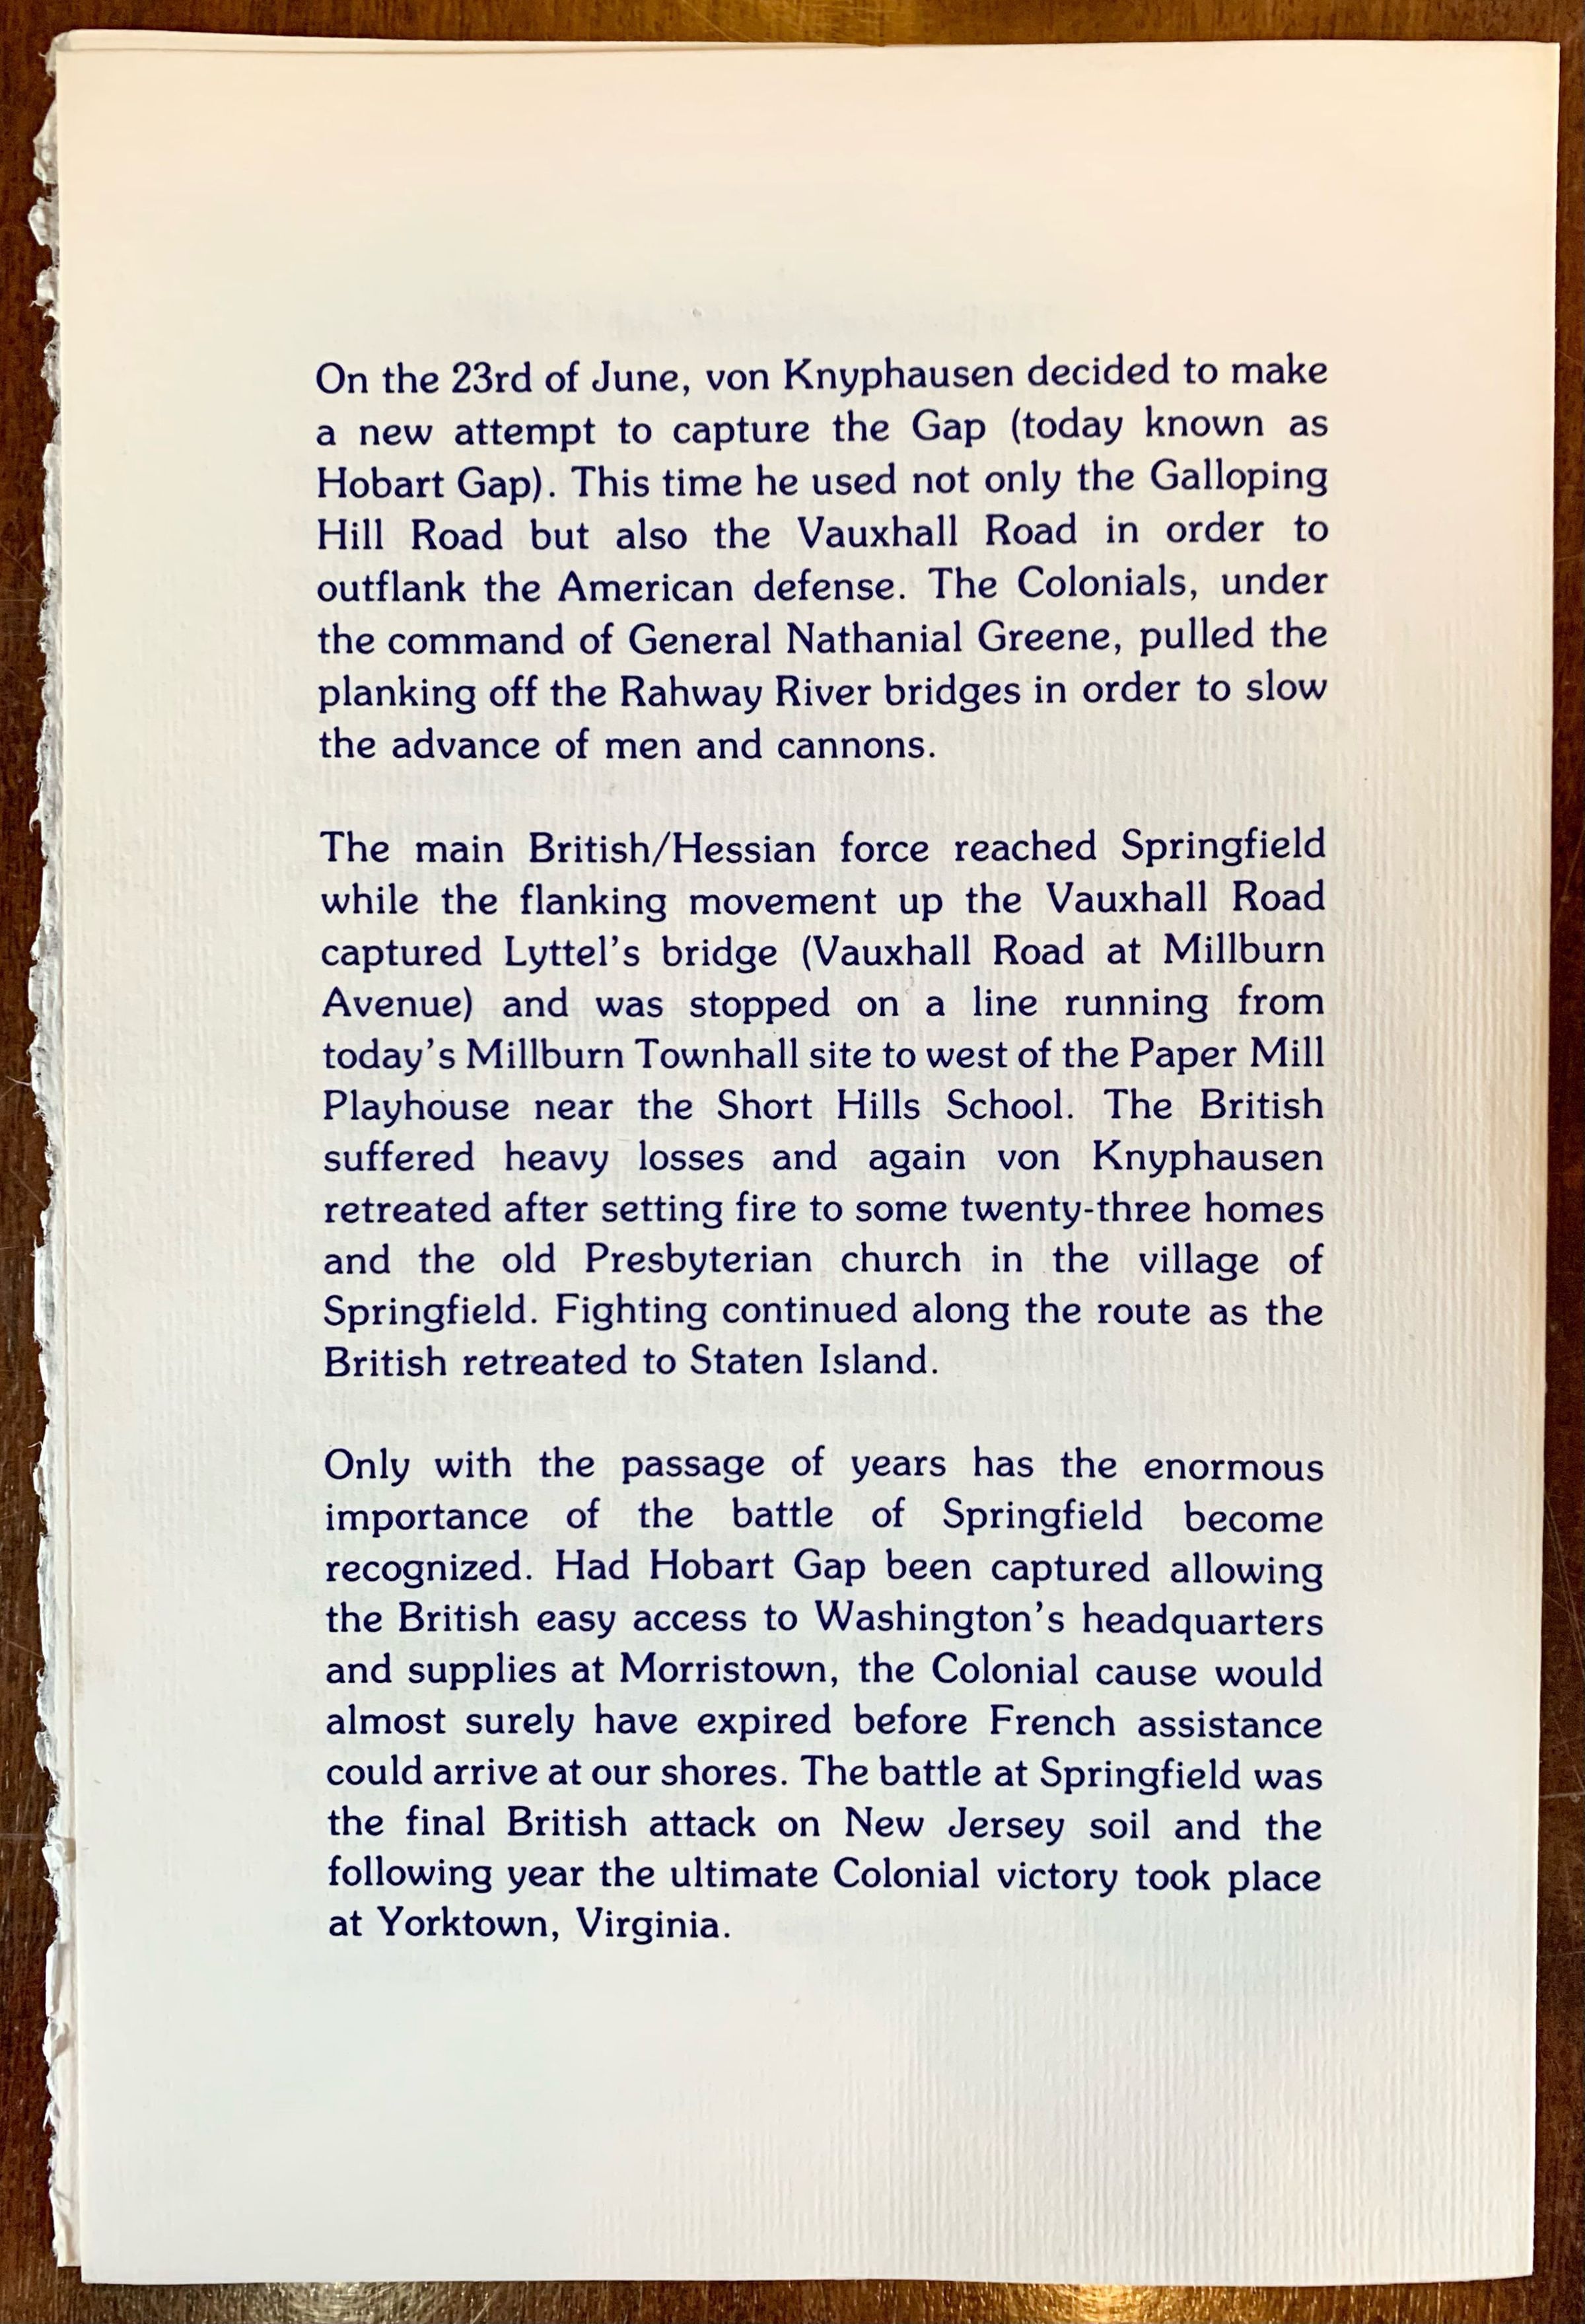 On the 23rd of June, von Knyphausen decided to make
a new attempt to capture the Gap (today known as
Hobart Gap). This time he used not only the Galloping
Hill Road but also the Vauxhall Road in order to
outflank the American defense. The Colonials, under
the command of General Nathanial Greene, pulled the
planking off the Rahway River bridges in order to slow
the advance of men and cannons.
The main British/Hessian force reached Springfield
while the flanking movement up the Vauxhall Road
captured Lyttel's bridge (Vauxhall Road at Millburn
Avenue) and was stopped on a line running from
today's Millburn Townhall site to west of the Paper Mill
Playhouse near the Short Hills School. The British
suffered heavy losses and again von Knyphausen
retreated after setting fire to some twenty-three homes
and the old Presbyterian church in the village of
Springfield. Fighting continued along the route as the
British retreated to Staten Island.
Only with the passage of years has the enormous
importance of the battle of Springfield become
recognized. Had Hobart Gap been captured allowing
the British easy access to Washington's headquarters
and supplies at Morristown, the Colonial cause would
almost surely have expired before French assistance
could arrive at our shores. The battle at Springfield was
the final British attack on New Jersey soil and the
following year the ultimate Colonial victory took place
at Yorktown, Virginia.